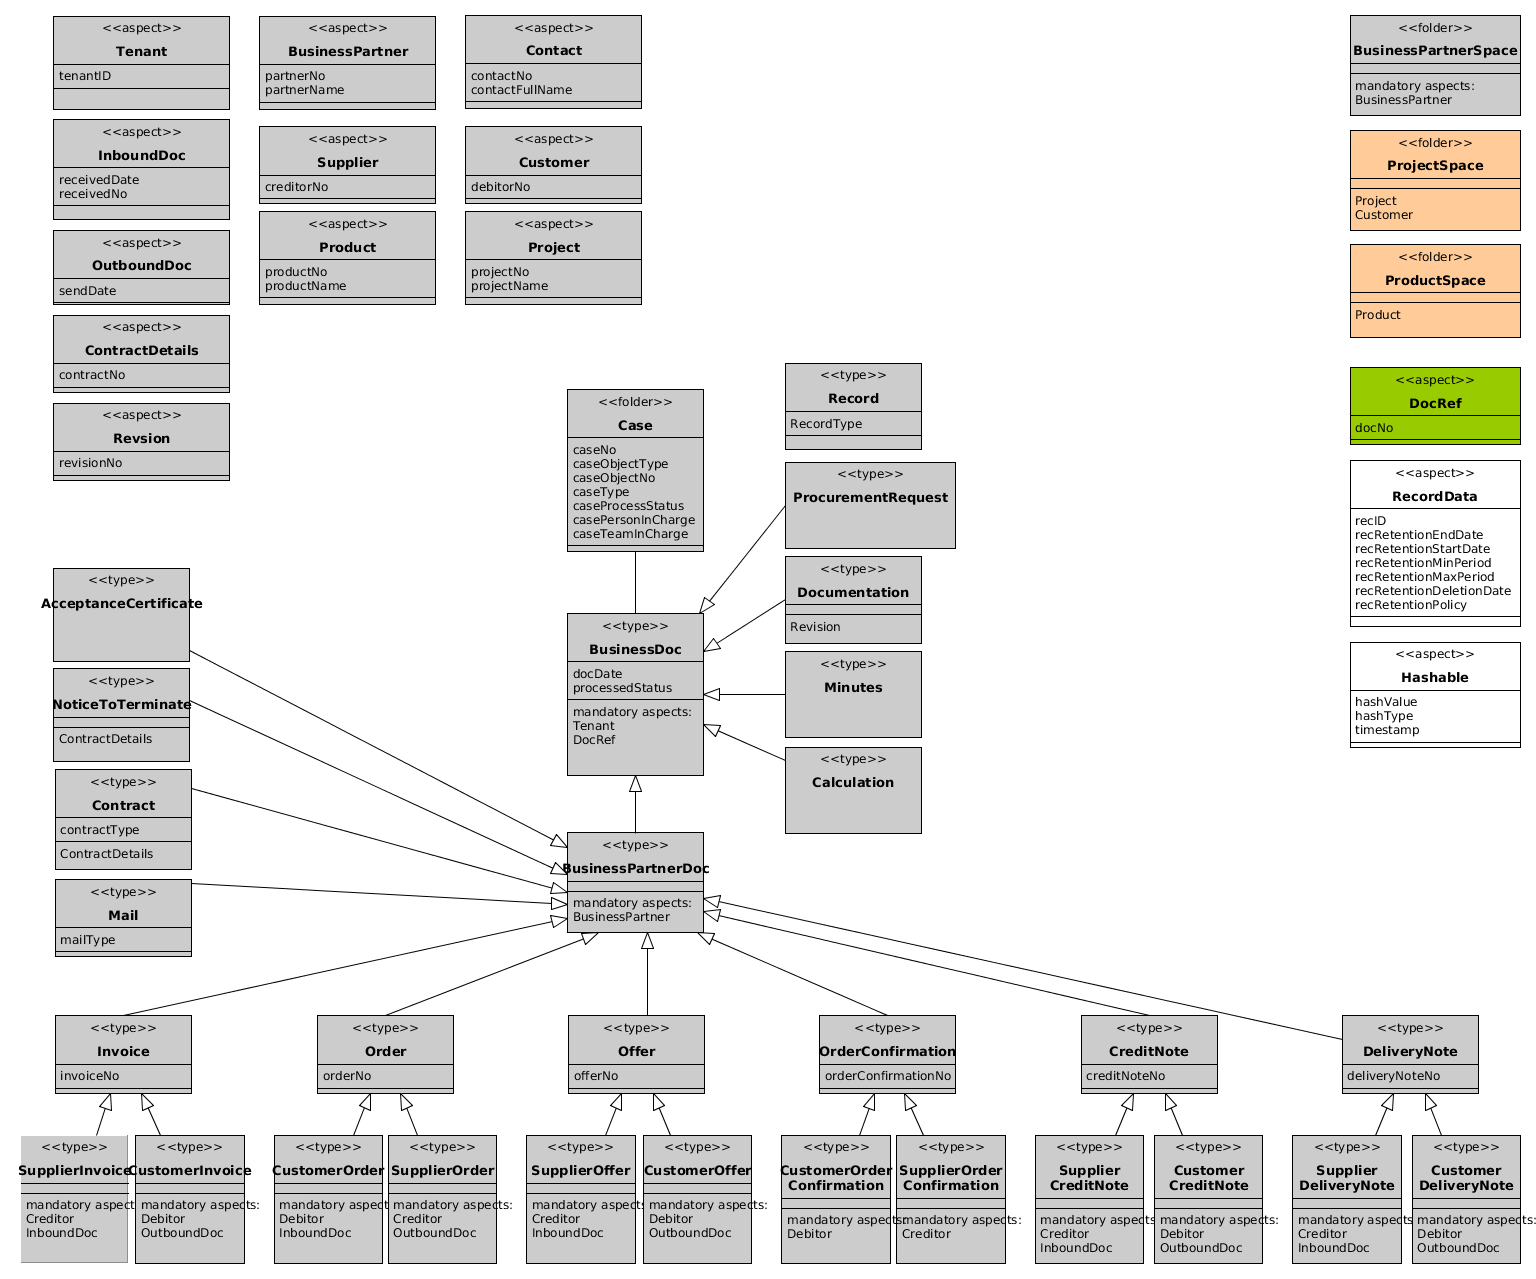 <<aspect>>
Tenant
tenantID
<<aspect>>
BusinessPartner
partnerNo
partnerName
<<aspect>>
Contact
contactNo
contactFullName
<<folder>>
BusinessPartnerSpace
mandatory aspects:
BusinessPartner
<<aspect>>
InboundDoc
receivedDate
receivedNo
<<aspect>>
Supplier
creditorNo
<<aspect>>
Customer
debitorNo
<<folder>>
ProjectSpace
Project
Customer
<<aspect>>
OutboundDoc
sendDate
<<aspect>>
Product
productNo
productName
<<aspect>>
Project
projectNo
projectName
<<folder>>
ProductSpace
Product
<<aspect>>
ContractDetails
contractNo
<<aspect>>
Revsion
revisionNo
<<folder>>
Case
caseNo
caseObjectType
caseObjectNo
caseType
caseProcessStatus
casePersonInCharge
caseTeamInCharge
<<type>>
Record
RecordType
<<aspect>>
DocRef
docNo
<<type>>
ProcurementRequest
<<aspect>>
RecordData
recID
recRetentionEndDate
recRetentionStartDate
recRetentionMinPeriod
recRetentionMaxPeriod
recRetentionDeletionDate
recRetentionPolicy
<<type>>
AcceptanceCertificate
<<type>>
BusinessDoc
docDate
processedStatus
mandatory aspects:
Tenant
DocRef
<<type>>
Documentation
Revision
<<type>>
Minutes
<<aspect>>
Hashable
hashValue
hashType
timestamp
<<type>>
NoticeToTerminate
ContractDetails
<<type>>
Calculation
<<type>>
Contract
contractType
ContractDetails
<<type>>
BusinessPartnerDoc
mandatory aspects:
BusinessPartner
<<type>>
Mail
mailType
<<type>>
Invoice
invoiceNo
<<type>>
Order
orderNo
<<type>>
Offer
offerNo
<<type>>
OrderConfirmation
orderConfirmationNo
<<type>>
CreditNote
creditNoteNo
<<type>>
DeliveryNote
deliveryNoteNo
<<type>>
SupplierInvoice
mandatory aspects:
Creditor
InboundDoc
<<type>>
CustomerInvoice
mandatory aspects:
Debitor
OutboundDoc
<<type>>
CustomerOrder
mandatory aspects:
Debitor
InboundDoc
<<type>>
SupplierOrder
mandatory aspects:
Creditor
OutboundDoc
<<type>>
SupplierOffer
mandatory aspects:
Creditor
InboundDoc
<<type>>
CustomerOffer
mandatory aspects:
Debitor
OutboundDoc
<<type>>
CustomerOrder
Confirmation
mandatory aspects:
Debitor
<<type>>
SupplierOrder
Confirmation
mandatory aspects:
Creditor
<<type>>
Supplier
CreditNote
mandatory aspects:
Creditor
InboundDoc
<<type>>
Customer
CreditNote
mandatory aspects:
Debitor
OutboundDoc
<<type>>
Supplier
DeliveryNote
mandatory aspects:
Creditor
InboundDoc
<<type>>
Customer
DeliveryNote
mandatory aspects:
Debitor
OutboundDoc